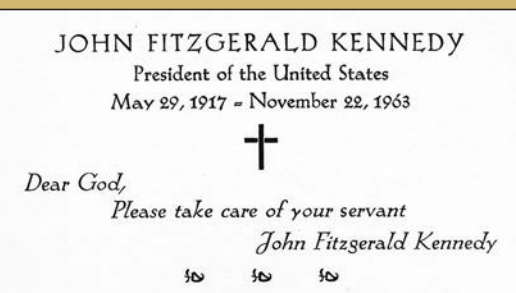 JOHN FITZGERALD KENNEDY
President of the United States
May 29, 1917 - November 22, 1963
Dear God,
Please take care of your servant
John Fitzgerald Kennedy